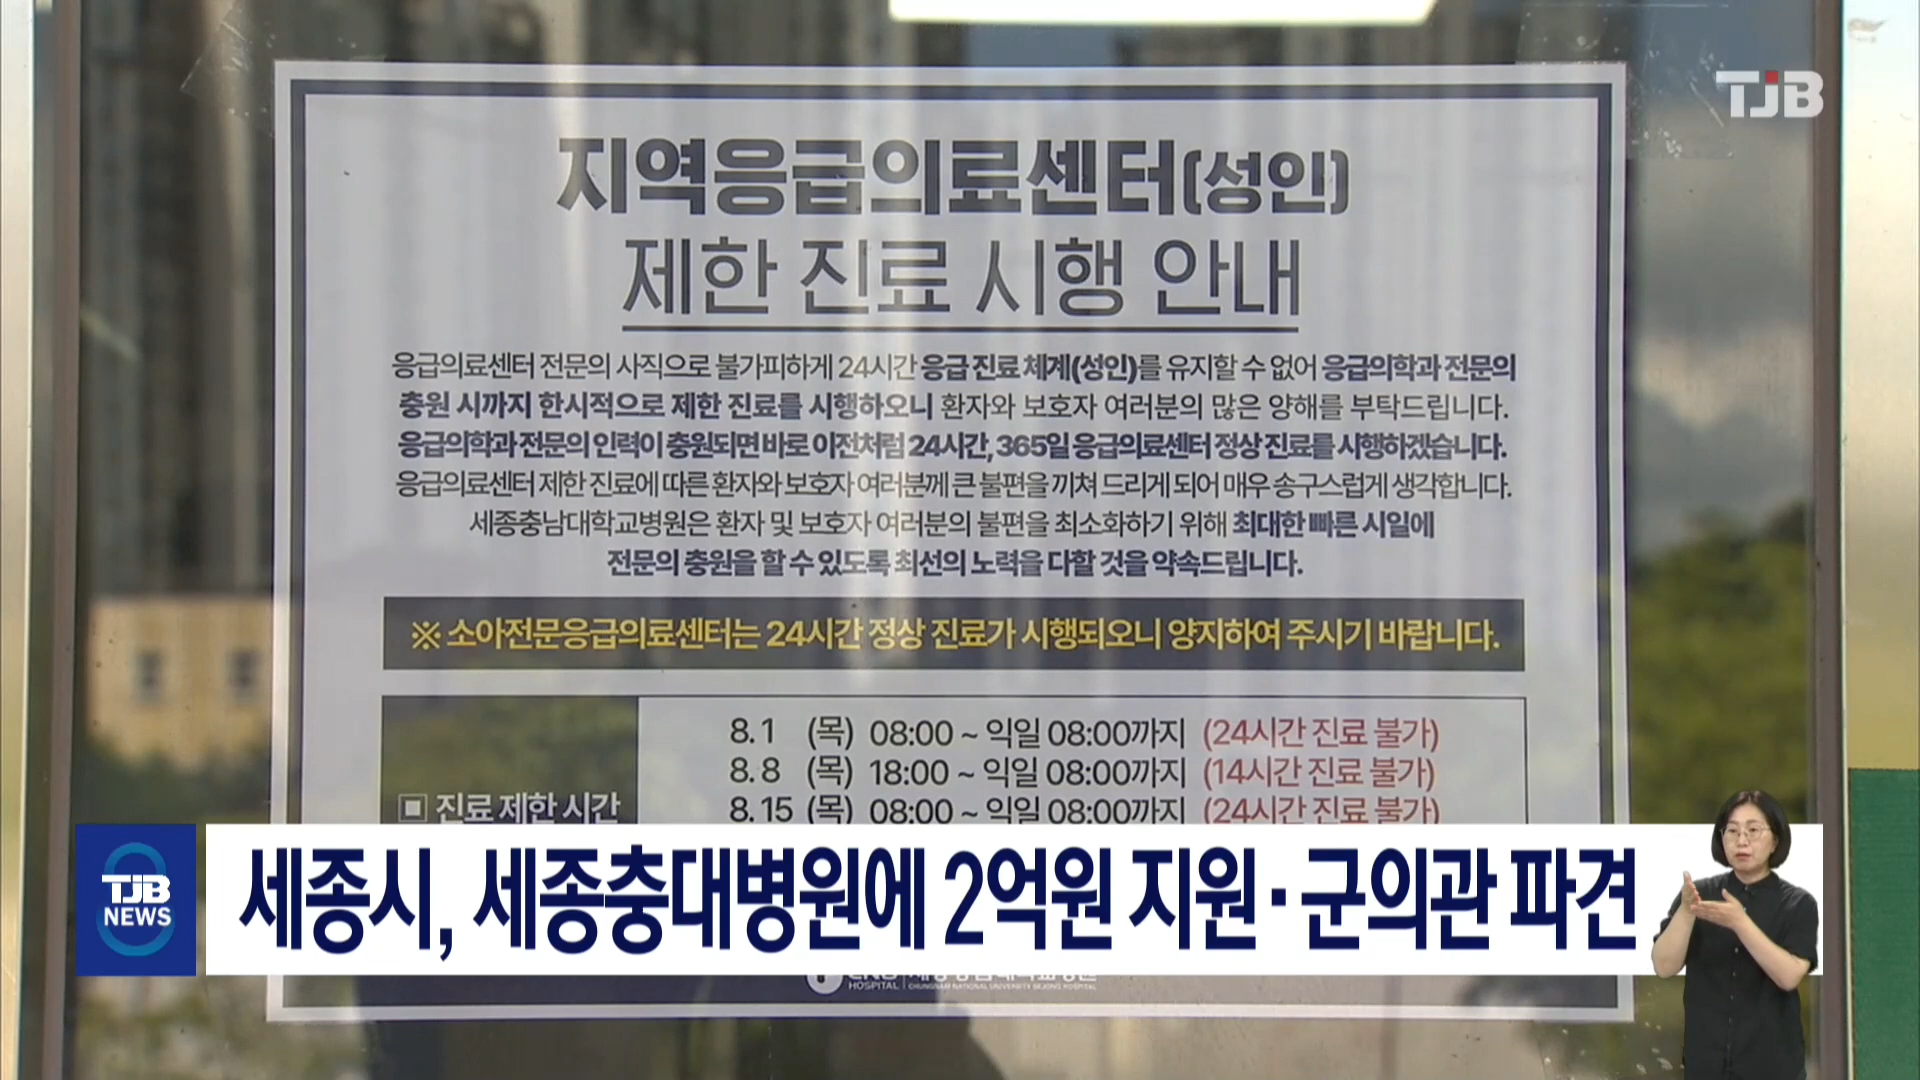 TJB
지역응급의료센터(성인)
제한 진료 시행 안내
응급의료센터 전문의 사직으로 불가피하게 24시간 응급 진료 체계(성인)를 유지할 수 없어 응급의학과 전문의
충원 시까지 한시적으로 제한 진료를 시행하오니 환자와 보호자 여러분의 많은 양해를 부탁드립니다.
응급의학과 전문의 인력이 충원되면 바로 이전처럼 24시간, 365일 응급의료센터 정상 진료를 시행하겠습니다.
응급의료센터 제한 진료에 따른 환자와 보호자 여러분께 큰 불편을 끼쳐 드리게 되어 매우 송구스럽게 생각합니다.
세종충남대학교병원은 환자 및 보호자 여러분의 불편을 최소화하기 위해 최대한 빠른 시일에
전문의 충원을 할 수 있도록 최선의 노력을 다할 것을 약속드립니다.
※ 소아전문응급의료센터는 24시간 정상 진료가 시행되오니 양지하여 주시기 바랍니다.
8. 1 (목) 08:00 ~ 익일 08:00까지 (24시간 진료 불가)
8. 8 (목) 18:00 ~ 익일 08:00까지 (14시간 진료 불가)
■ 진료 제한 시간
8. 15 (목) 08:00 ~ 익일 08:00까지 (24시간 진료 불가)
TJB
NEWS
세종시, 세종충대병원에 2억원 지원·군의관 파견
HOSPITAL
CHUNGNAM NATIONAL UNIVERSITY SEJONG HOSPITAL